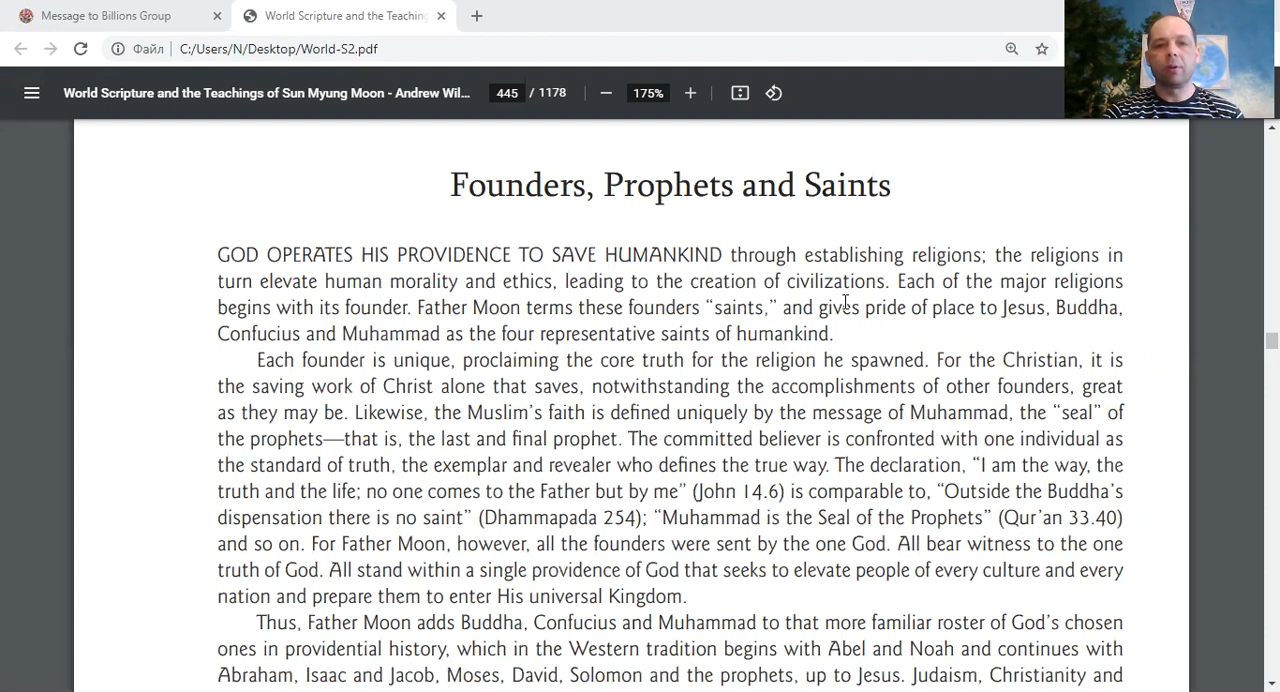 Message to Billions Group
World Scripture and the Teachin
Файл
C:/Users/N/Desktop/World-S2.pdf
World Scripture and the Teachings of Sun Myung Moon - Andrew Wil...
445 / 1178
175%
Founders, Prophets and Saints
GOD OPERATES HIS PROVIDENCE TO SAVE HUMANKIND through establishing religions; the religions in
turn elevate human morality and ethics, leading to the creation of civilizations. Each of the major religions
begins with its founder. Father Moon terms these founders “saints,” and gives pride of place to Jesus, Buddha,
Confucius and Muhammad as the four representative saints of humankind.
Each founder is unique, proclaiming the core truth for the religion he spawned. For the Christian, it is
the saving work of Christ alone that saves, notwithstanding the accomplishments of other founders, great
as they may be. Likewise, the Muslim’s faith is defined uniquely by the message of Muhammad, the “seal” of
the prophets—that is, the last and final prophet. The committed believer is confronted with one individual as
the standard of truth, the exemplar and revealer who defines the true way. The declaration, “I am the way, the
truth and the life; no one comes to the Father but by me” (John 14.6) is comparable to, “Outside the Buddha’s
dispensation there is no saint” (Dhammapada 254); “Muhammad is the Seal of the Prophets” (Qur’an 33.40)
and so on. For Father Moon, however, all the founders were sent by the one God. All bear witness to the one
truth of God. All stand within a single providence of God that seeks to elevate people of every culture and every
nation and prepare them to enter His universal Kingdom.
Thus, Father Moon adds Buddha, Confucius and Muhammad to that more familiar roster of God’s chosen
ones in providential history, which in the Western tradition begins with Abel and Noah and continues with
Abraham, Isaac and Jacob, Moses, David, Solomon and the prophets, up to Jesus. Judaism, Christianity and